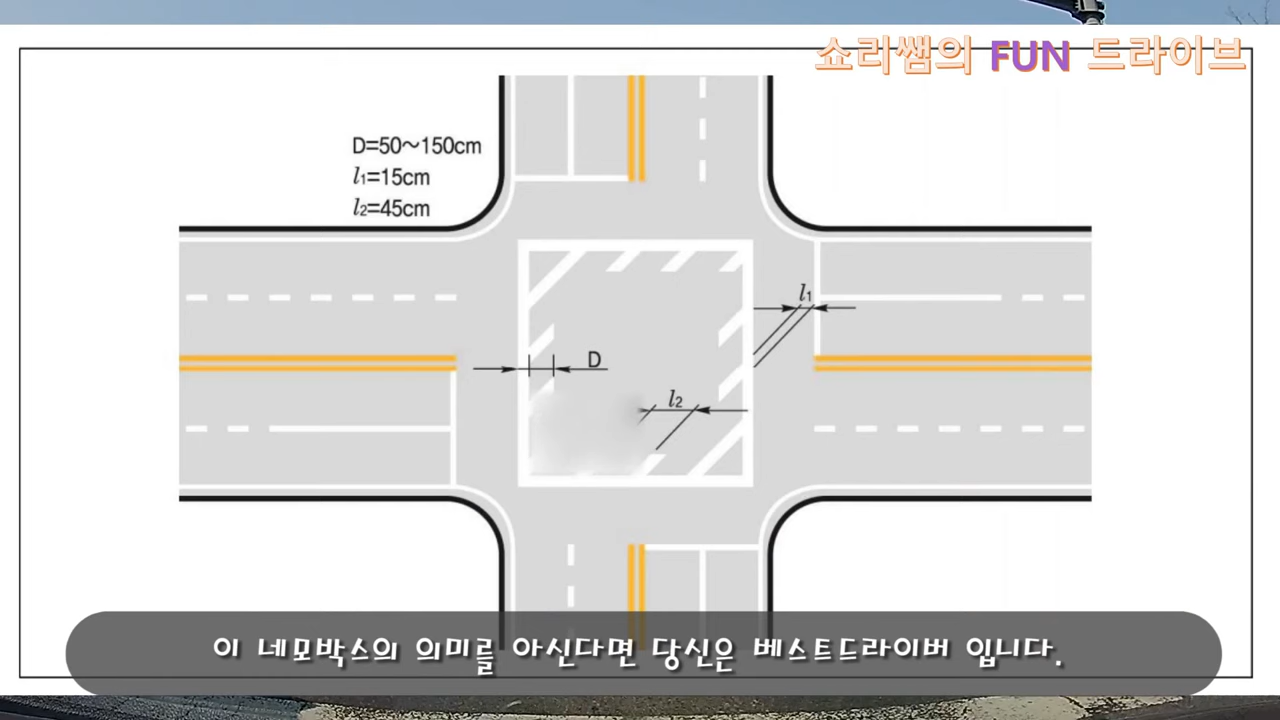 쇼리쌤의 FUN 드라이브
D=50～150cm
l₁=15cm
l₂=45cm
l₁
D
l₂
이 네모박스의 의미를 아신다면 당신은 베스트드라이버 입니다.